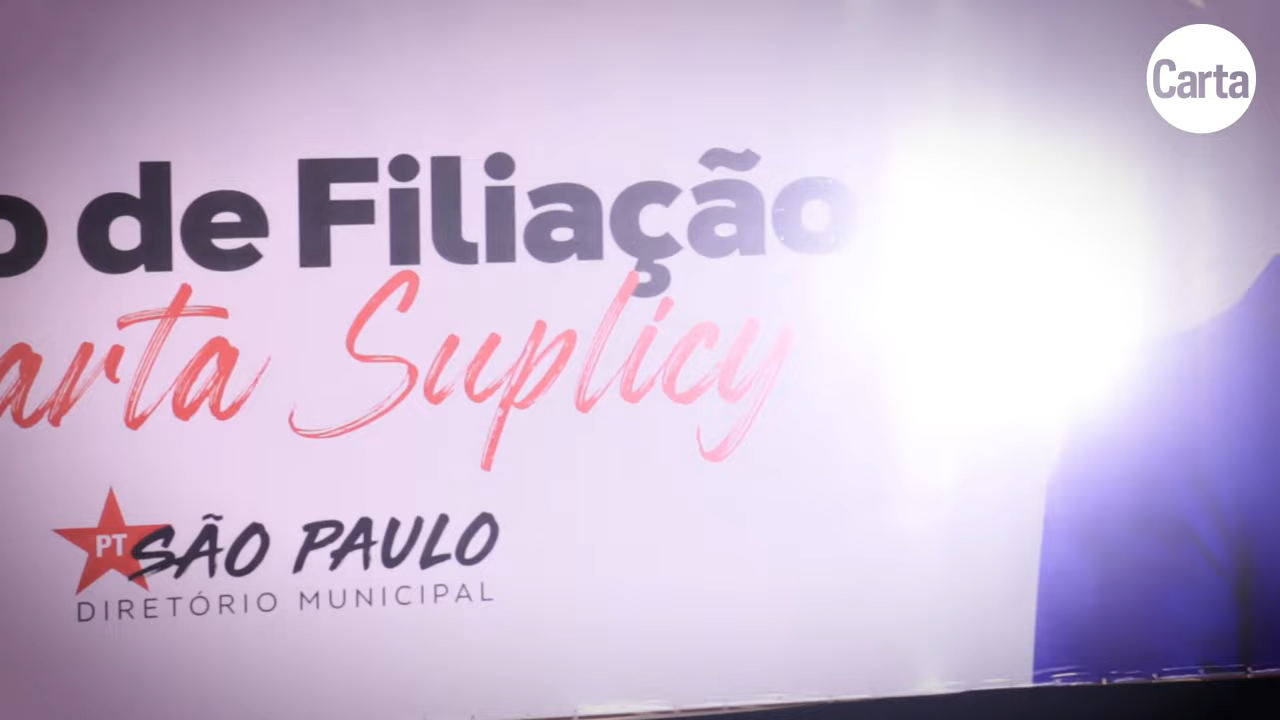 Carta
o de Filiação
arta Suplicy
PT SÃO PAULO
DIRETÓRIO MUNICIPAL